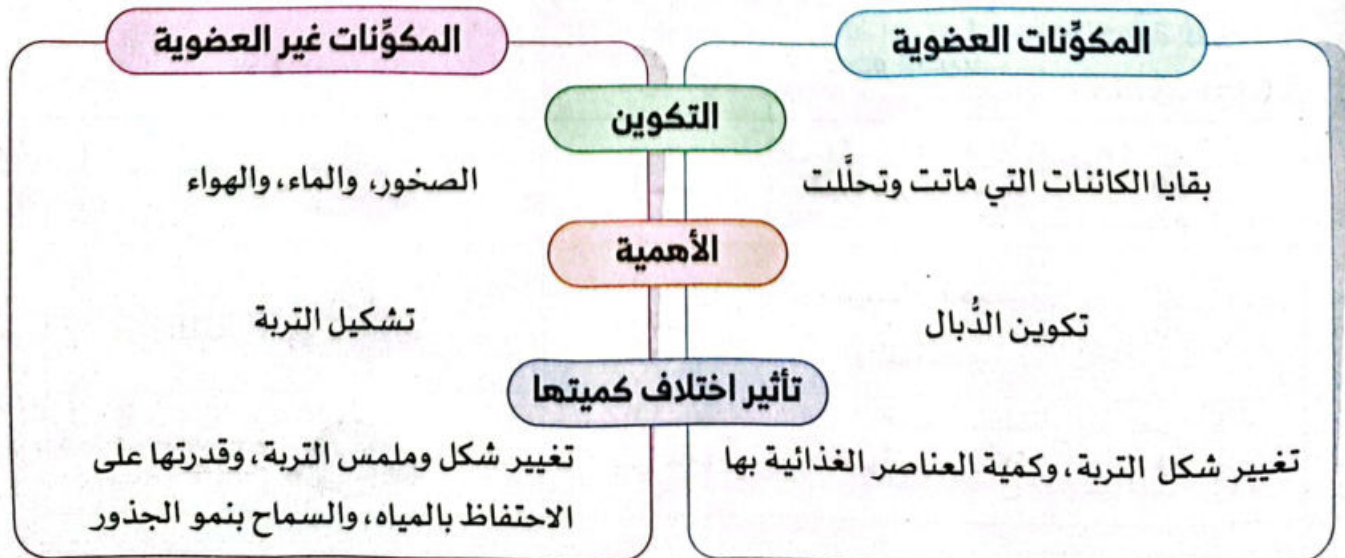 المكوِّنات العضوية
المكوِّنات غير العضوية
التكوين
بقايا الكائنات التي ماتت وتحلَّلت
الصخور، والماء، والهواء
الأهمية
تكوين الدُّبال
تشكيل التربة
تأثير اختلاف كميتها
تغيير شكل التربة، وكمية العناصر الغذائية بها
تغيير شكل وملمس التربة، وقدرتها على
الاحتفاظ بالمياه، والسماح بنمو الجذور